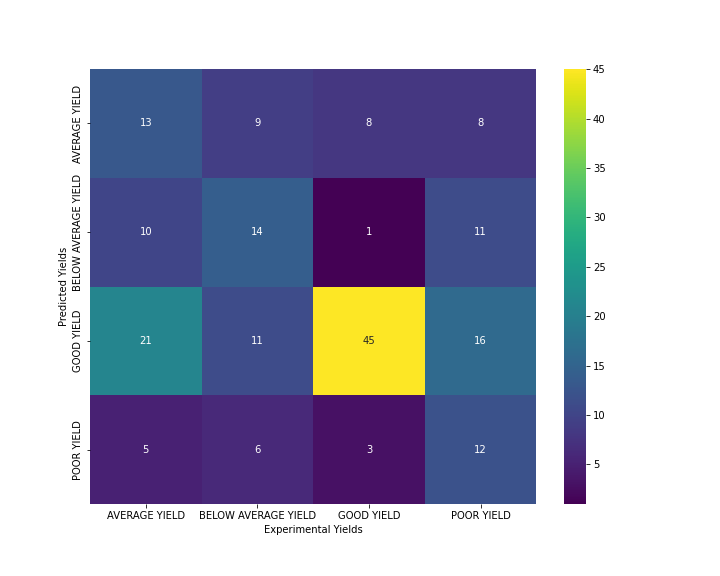 45
40
35
30
25
20
15
10
5
Predicted Yields
AVERAGE YIELD
13 9 8 8
BELOW AVERAGE YIELD
10 14 1 11
GOOD YIELD
21 11 45 16
POOR YIELD
5 6 3 12
AVERAGE YIELD BELOW AVERAGE YIELD GOOD YIELD POOR YIELD
Experimental Yields